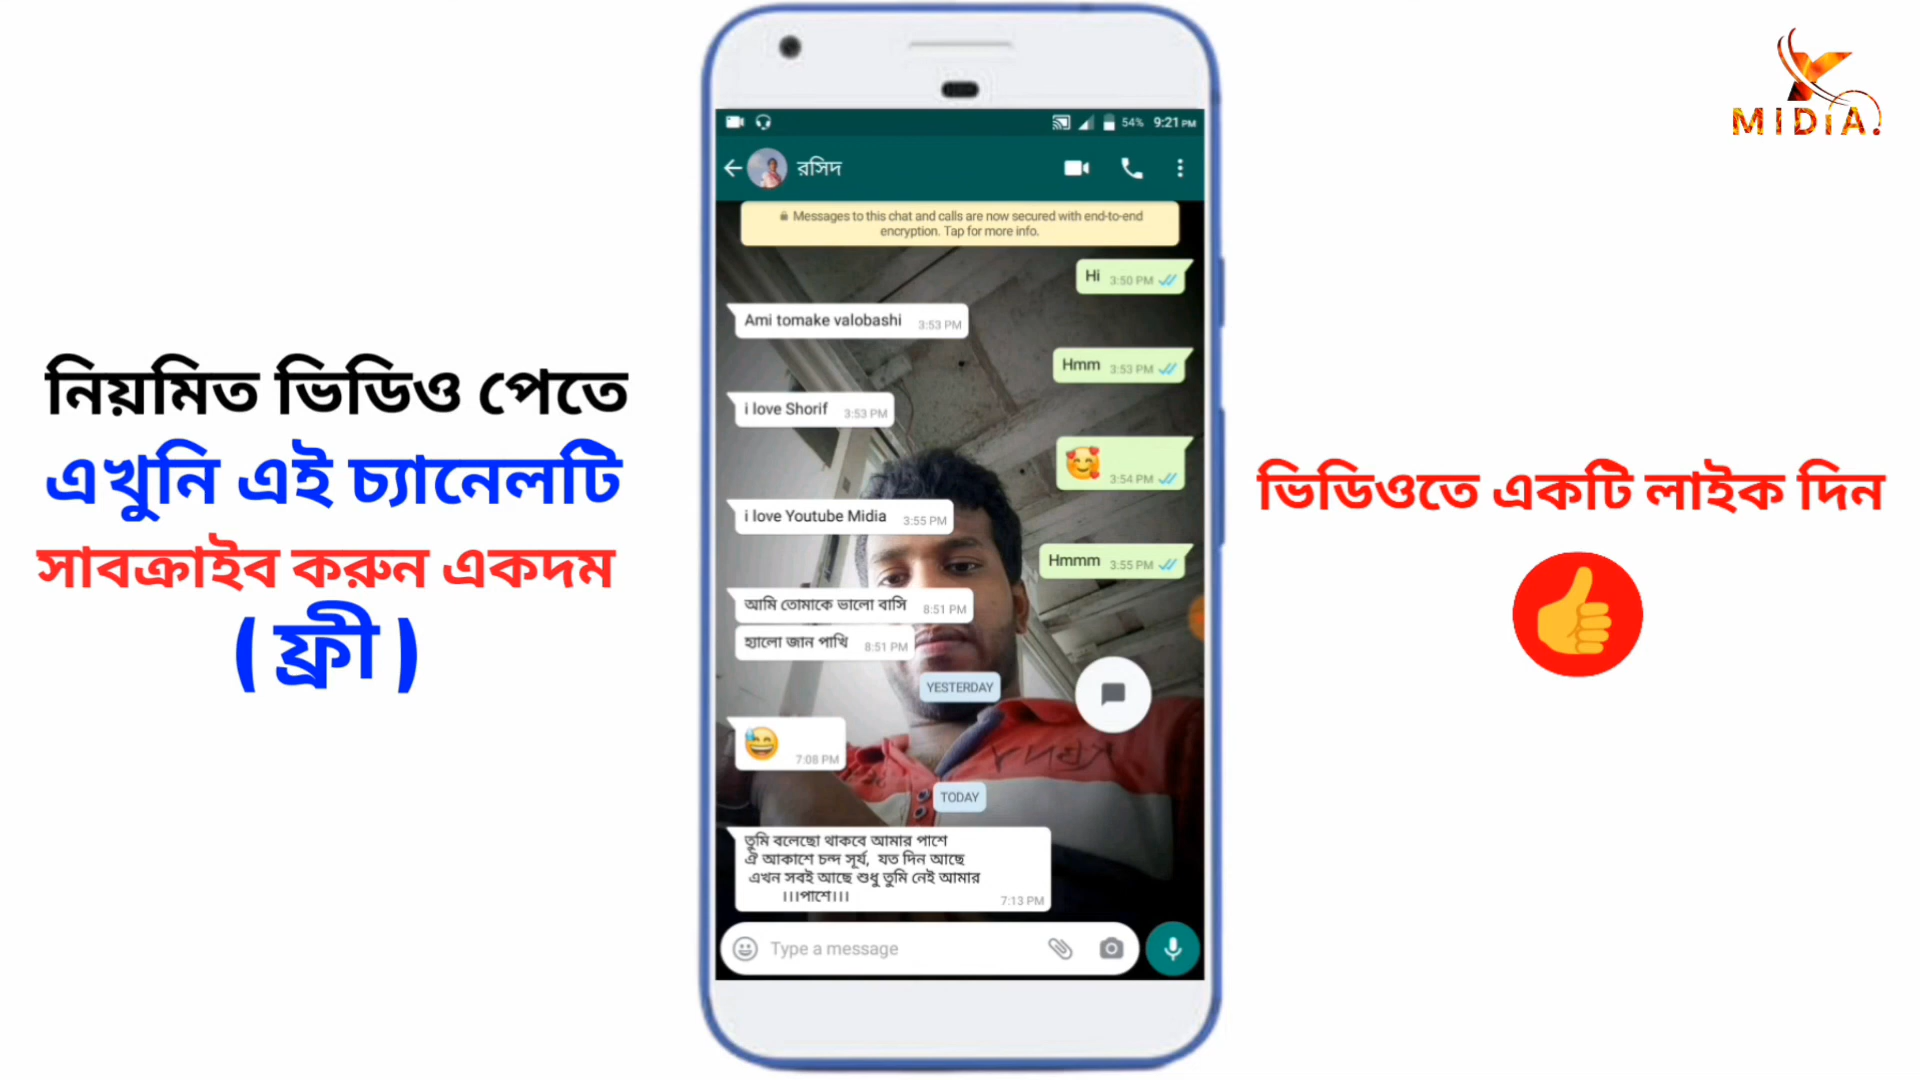 MIDiA.
54% 9:21 PM
রসিদ
Messages to this chat and calls are now secured with end-to-end
encryption. Tap for more info.
Hi 3:50 PM
Ami tomake valobashi 3:53 PM
Hmm 3:53 PM
i love Shorif 3:53 PM
🥰 3:54 PM
i love Youtube Midia 3:55 PM
Hmmm 3:55 PM
আমি তোমাকে ভালো বাসি 8:51 PM
হ্যালো জান পাখি 8:51 PM
YESTERDAY
😅 7:08 PM
TODAY
তুমি বলেছো থাকবে আমার পাশে
ঐ আকাশে চন্দ সূর্য, যত দিন আছে
এখন সবই আছে শুধু তুমি নেই আমার
।।।পাশে।।। 7:13 PM
Type a message
নিয়মিত ভিডিও পেতে
এখুনি এই চ্যানেলটি
সাবক্রাইব করুন একদম
( ফ্রী )
ভিডিওতে একটি লাইক দিন